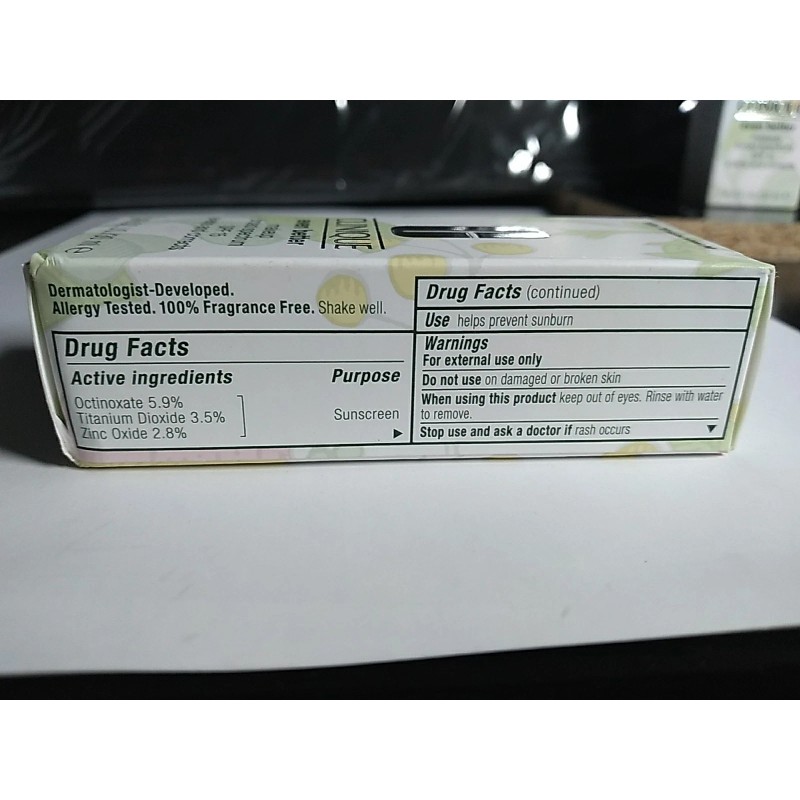 CLINIQUE
even better
Dermatologist-Developed.
Allergy Tested. 100% Fragrance Free. Shake well.
Drug Facts
Active ingredients Purpose
Octinoxate 5.9%
Titanium Dioxide 3.5% Sunscreen
Zinc Oxide 2.8%
Drug Facts (continued)
Use helps prevent sunburn
Warnings
For external use only
Do not use on damaged or broken skin
When using this product keep out of eyes. Rinse with water
to remove.
Stop use and ask a doctor if rash occurs